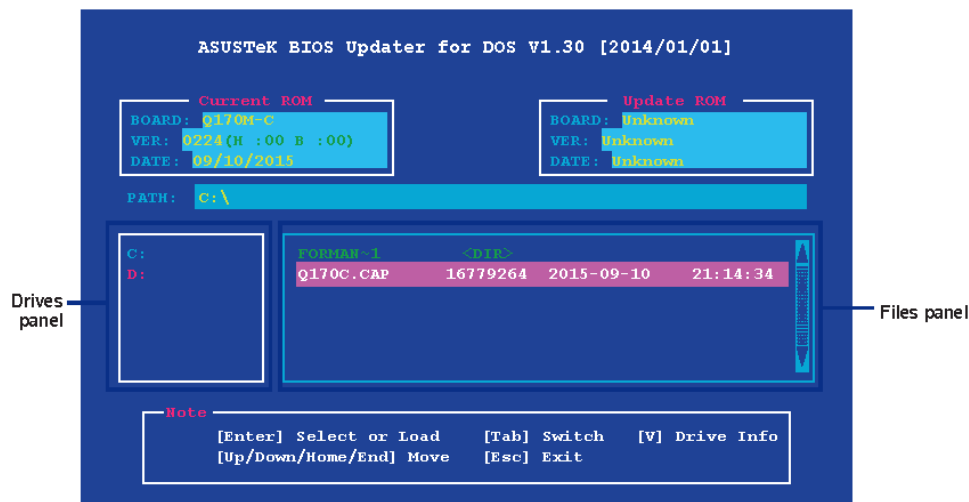 ASUSTeK BIOS Updater for DOS V1.30 [2014/01/01]
Current ROM
BOARD: Q170M-C
VER: 0224(H :00 B :00)
DATE: 09/10/2015
Update ROM
BOARD: Unknown
VER: Unknown
DATE: Unknown
PATH: C:\
C:
D:
FORMAN~1 <DIR>
Q170C.CAP 16779264 2015-09-10 21:14:34
Drives
panel
Files panel
Note
[Enter] Select or Load [Tab] Switch [V] Drive Info
[Up/Down/Home/End] Move [Esc] Exit